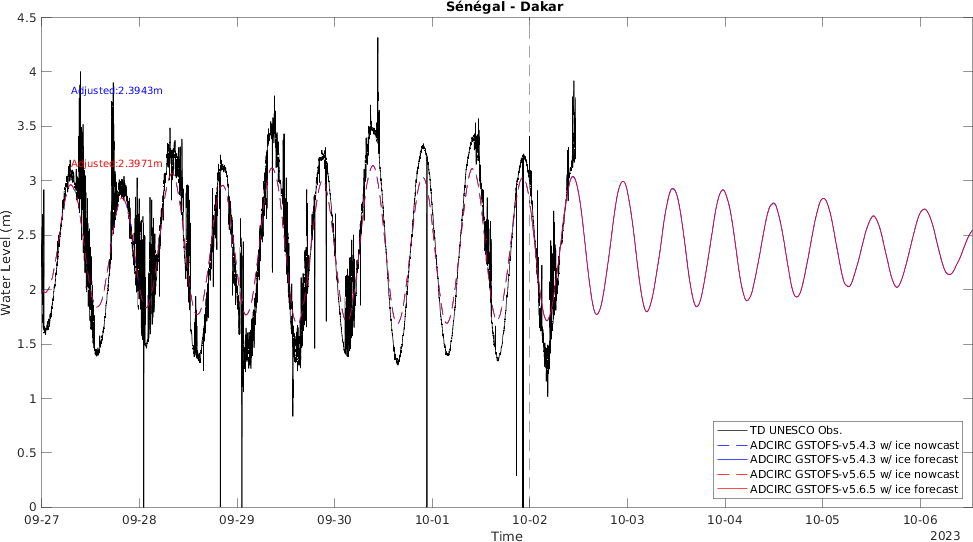 Sénégal - Dakar
4.5
4
3.5
3
2.5
2
1.5
1
0.5
0
Water Level (m)
Adjusted:2.3943m
Adjusted:2.3971m
TD UNESCO Obs.
ADCIRC GSTOFS-v5.4.3 w/ ice nowcast
ADCIRC GSTOFS-v5.4.3 w/ ice forecast
ADCIRC GSTOFS-v5.6.5 w/ ice nowcast
ADCIRC GSTOFS-v5.6.5 w/ ice forecast
09-27 09-28 09-29 09-30 10-01 10-02 10-03 10-04 10-05 10-06
Time
2023